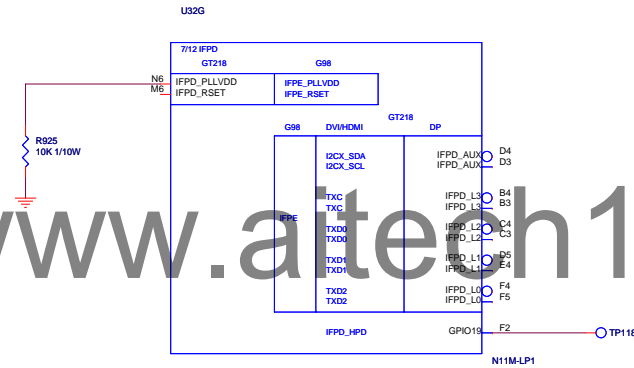 U32G
7/12 IFPD
GT218 G98
N6 IFPD_PLLVDD IFPE_PLLVDD
M6 IFPD_RSET IFPE_RSET
GT218
G98 DVI/HDMI DP
R925
10K 1/10W
I2CX_SDA IFPD_AUX D4
I2CX_SCL IFPD_AUX D3
TXC IFPD_L3 B4
TXC IFPD_L3 B3
IFPE
TXD0 IFPD_L2 C4
TXD0 IFPD_L2 C3
www.aitech1
TXD1 IFPD_L1 D5
TXD1 IFPD_L1 E4
TXD2 IFPD_L0 F4
TXD2 IFPD_L0 F5
IFPD_HPD GPIO19 F2 TP118
N11M-LP1